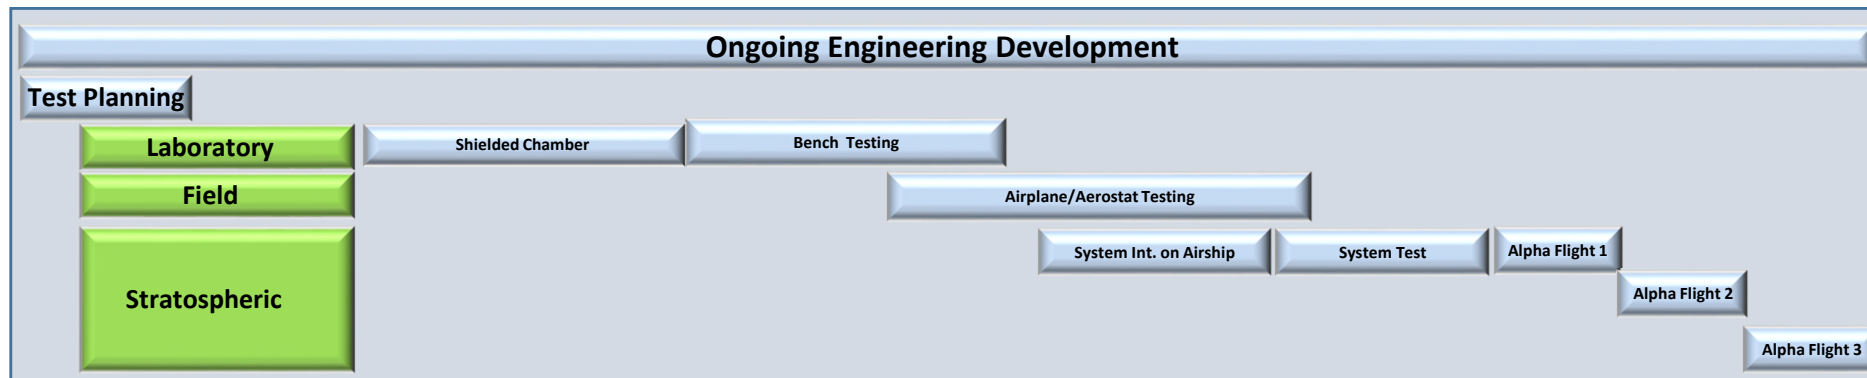 Ongoing Engineering Development
Test Planning
Laboratory
Shielded Chamber
Bench Testing
Field
Airplane/Aerostat Testing
Stratospheric
System Int. on Airship
System Test
Alpha Flight 1
Alpha Flight 2
Alpha Flight 3